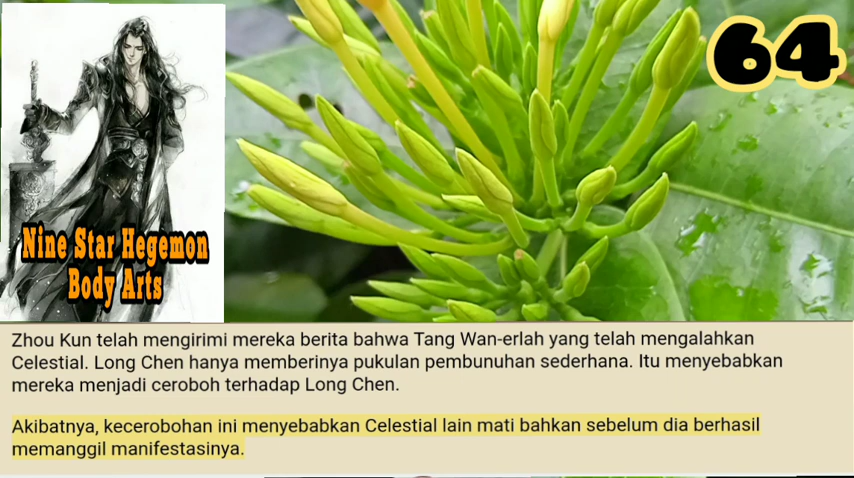 64
Nine Star Hegemon
Body Arts
Zhou Kun telah mengirimi mereka berita bahwa Tang Wan-erlah yang telah mengalahkan
Celestial. Long Chen hanya memberinya pukulan pembunuhan sederhana. Itu menyebabkan
mereka menjadi ceroboh terhadap Long Chen.
Akibatnya, kecerobohan ini menyebabkan Celestial lain mati bahkan sebelum dia berhasil
memanggil manifestasinya.